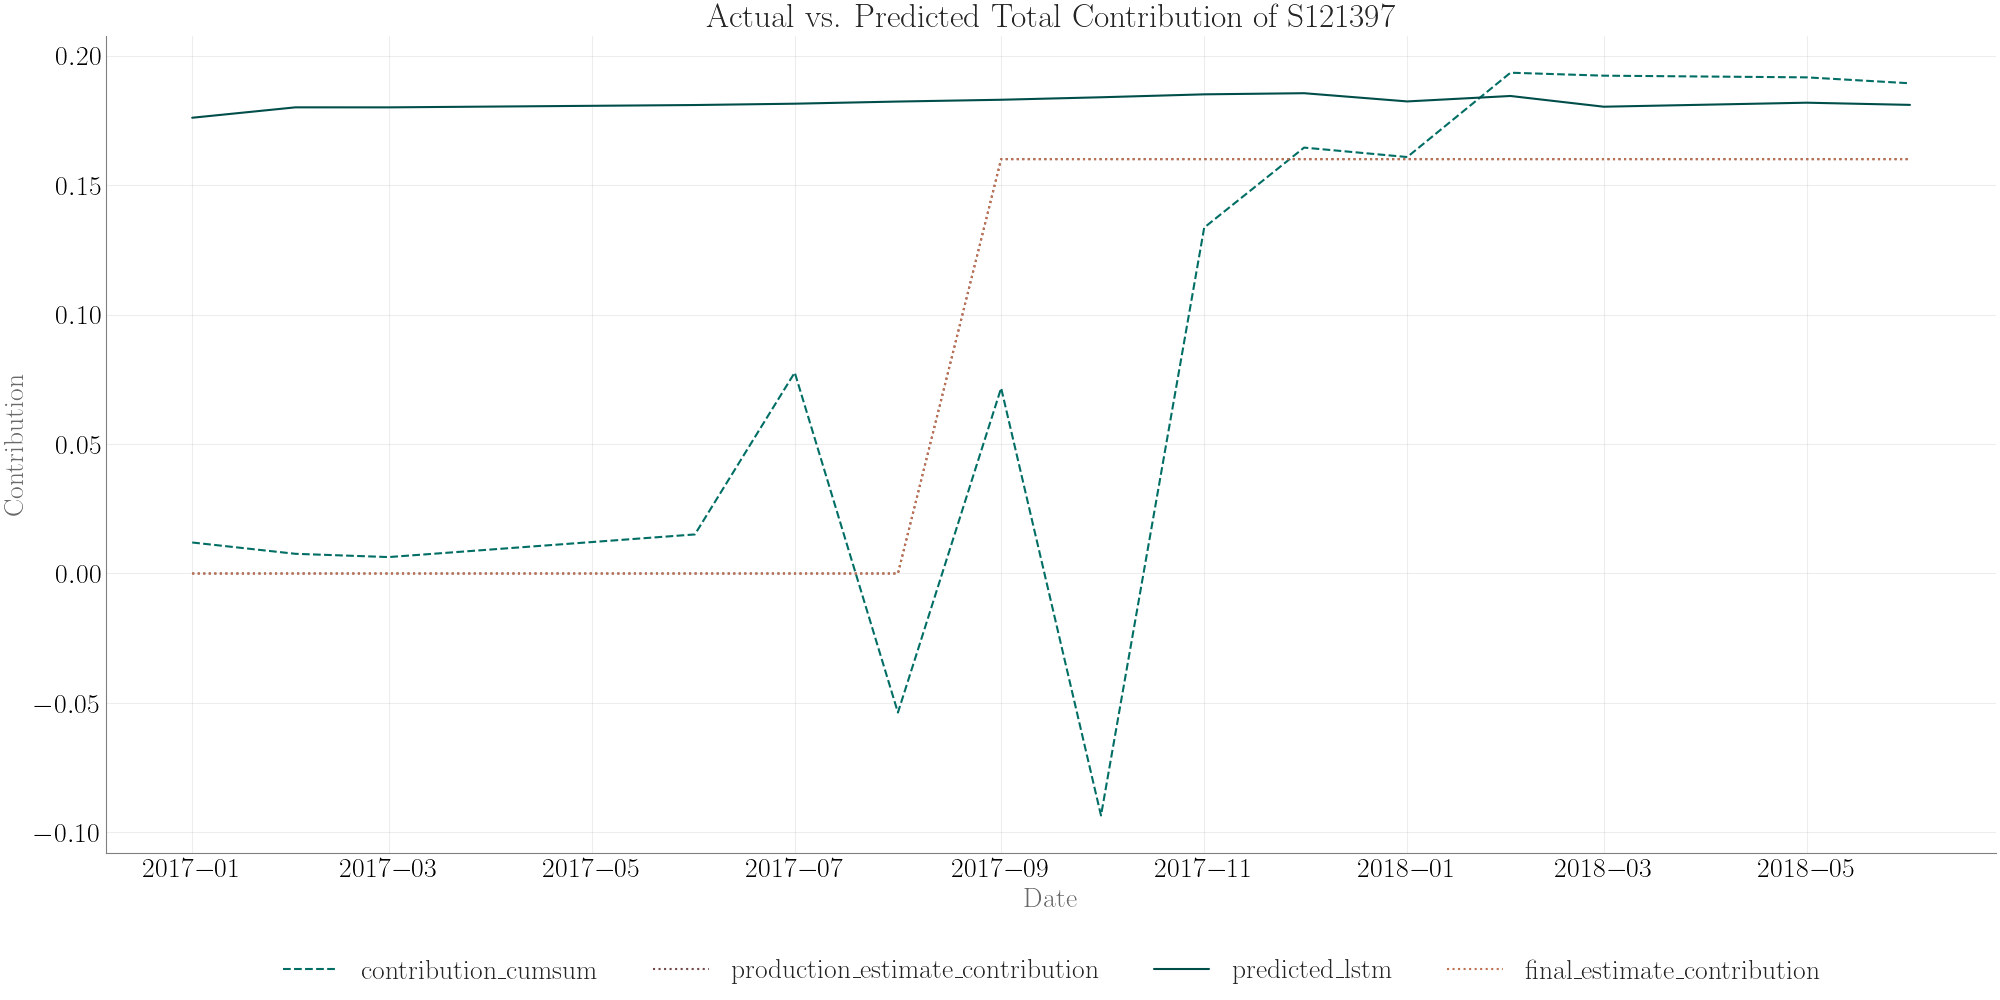 Actual vs. Predicted Total Contribution of S121397
0.20
0.15
0.10
0.05
0.00
−0.05
−0.10
Contribution
2017−01 2017−03 2017−05 2017−07 2017−09 2017−11 2018−01 2018−03 2018−05
Date
contribution_cumsum production_estimate_contribution predicted_lstm final_estimate_contribution